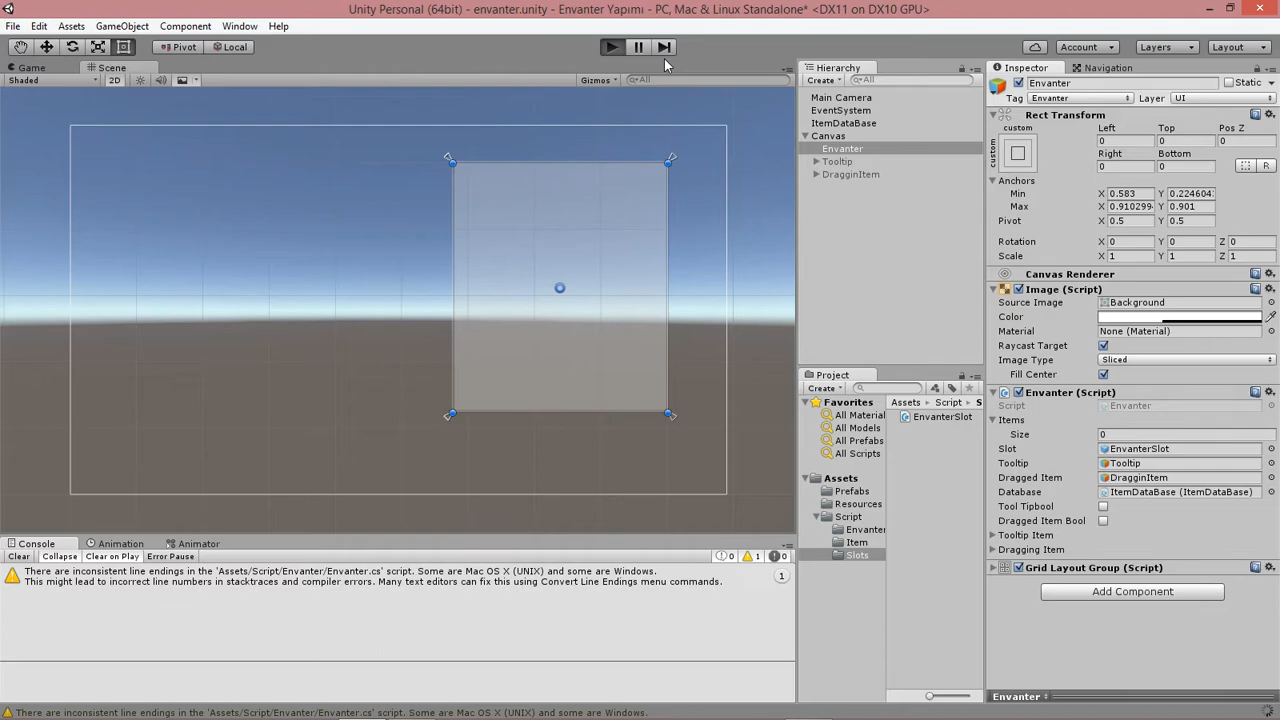 Unity Personal (64bit) - envanter.unity - Envanter Yapımı - PC, Mac & Linux Standalone* <DX11 on DX10 GPU>
File Edit Assets GameObject Component Window Help
Pivot Local Account Layers Layout
Game Scene
Shaded 2D Gizmos All
Hierarchy
Create All
Main Camera
EventSystem
ItemDataBase
Canvas
Envanter
Tooltip
DragginItem
Project
Create
Favorites
All Material
All Models
All Prefabs
All Scripts
Assets
Prefabs
Resources
Script
Envanter
Item
Slots
Assets Script S
EnvanterSlot
Inspector Navigation
Envanter Static
Tag Envanter Layer UI
Rect Transform
custom Left Top Pos Z
custom 0 0 0
Right Bottom
0 0 R
Anchors
Min X 0.583 Y 0.224604
Max X 0.910299 Y 0.901
Pivot X 0.5 Y 0.5
Rotation X 0 Y 0 Z 0
Scale X 1 Y 1 Z 1
Canvas Renderer
Image (Script)
Source Image Background
Color
Material None (Material)
Raycast Target
Image Type Sliced
Fill Center
Envanter (Script)
Script Envanter
Items
Size 0
Slot EnvanterSlot
Tooltip Tooltip
Dragged Item DragginItem
Database ItemDataBase (ItemDataBase)
Tool Tipbool
Dragged Item Bool
Tooltip Item
Dragging Item
Grid Layout Group (Script)
Add Component
Envanter
Console Animation Animator
Clear Collapse Clear on Play Error Pause 0 1 0
There are inconsistent line endings in the 'Assets/Script/Envanter/Envanter.cs' script. Some are Mac OS X (UNIX) and some are Windows.
This might lead to incorrect line numbers in stacktraces and compiler errors. Many text editors can fix this using Convert Line Endings menu commands.
1
There are inconsistent line endings in the 'Assets/Script/Envanter/Envanter.cs' script. Some are Mac OS X (UNIX) and some are Windows.